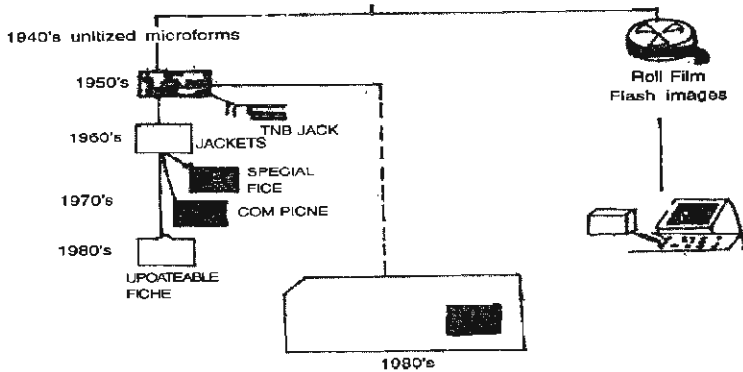 1940's unitized microforms
1950's
TNB JACK
1960's
JACKETS
SPECIAL
FICE
1970's
COM PICNE
1980's
UPOATEABLE
FICHE
1980's
Roll Film
Flash images